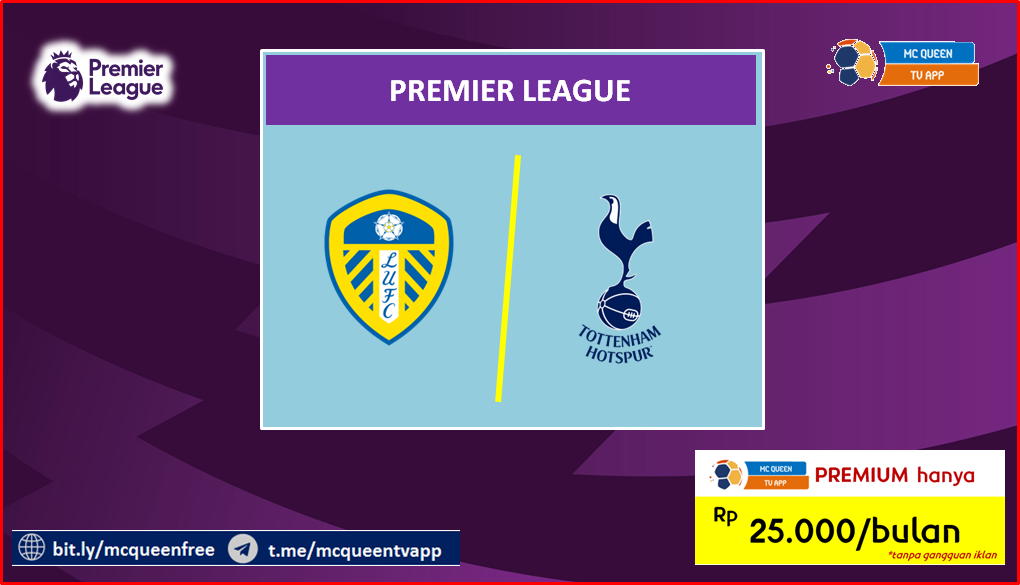 Premier
League
MC QUEEN
TV APP
PREMIER LEAGUE
LUFC
TOTTENHAM
HOTSPUR
MC QUEEN
TV APP
PREMIUM hanya
Rp 25.000/bulan
*tanpa gangguan iklan
bit.ly/mcqueenfree
t.me/mcqueentvapp